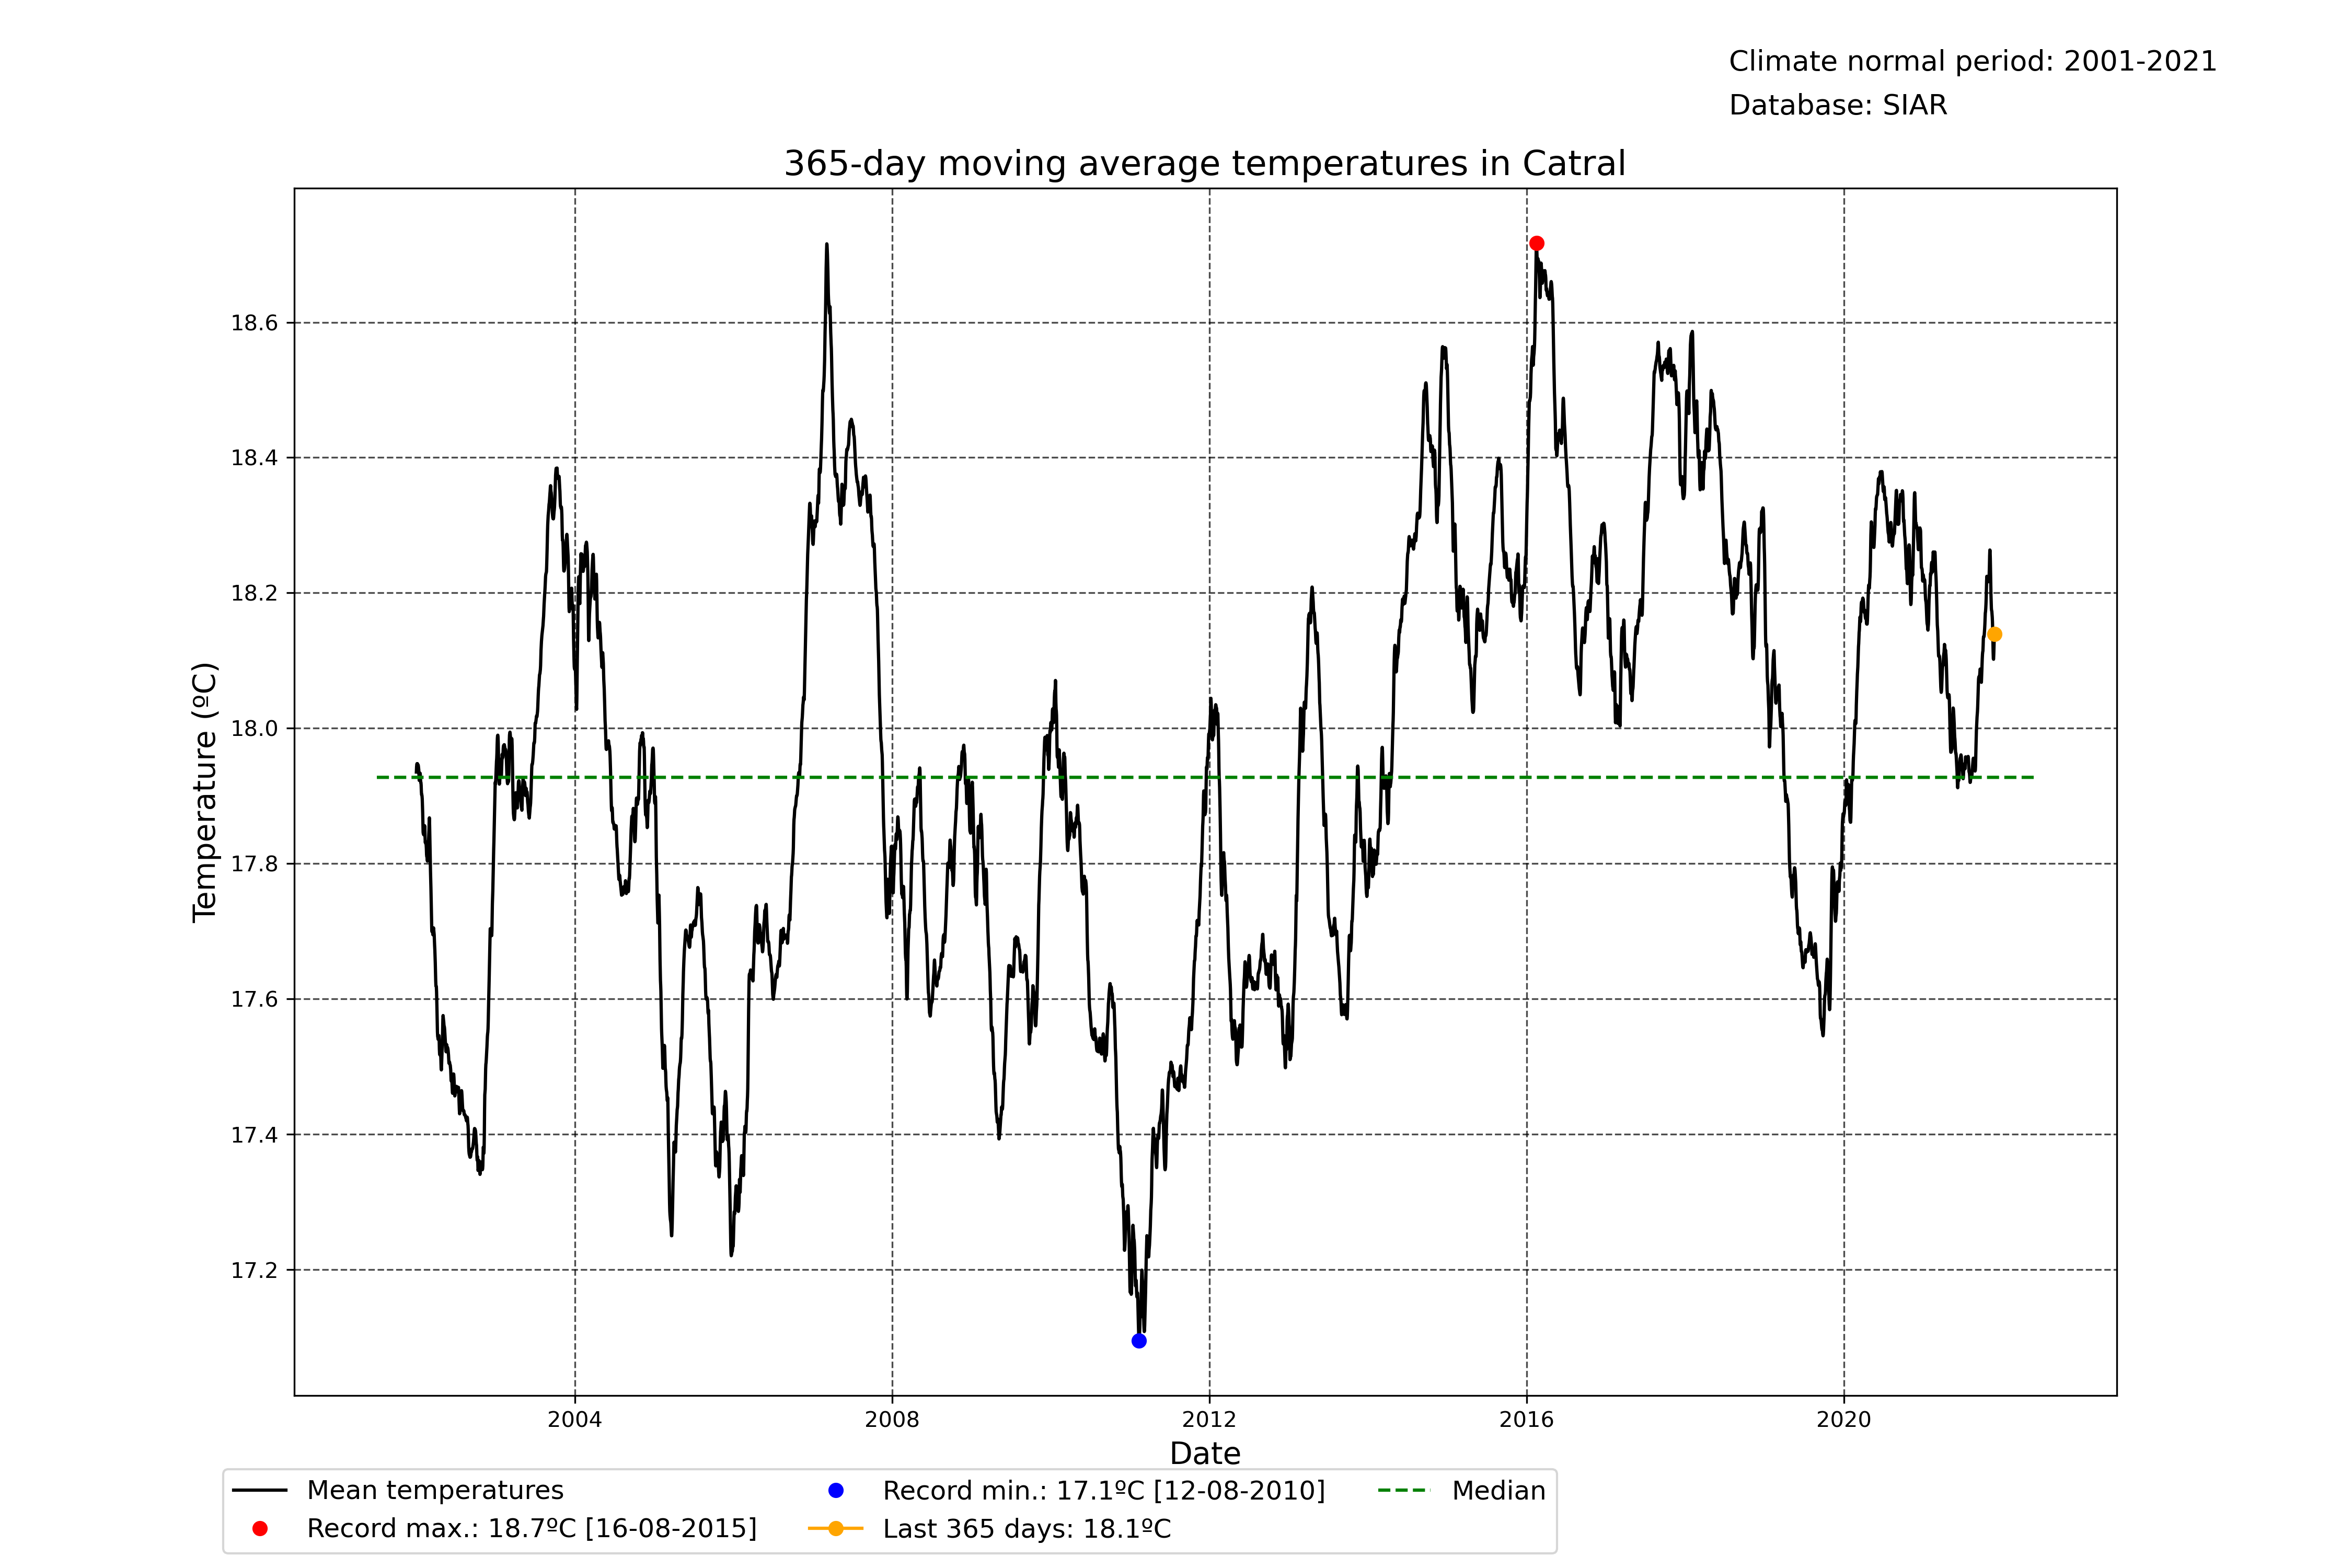 Climate normal period: 2001-2021
Database: SIAR
365-day moving average temperatures in Catral
Temperature (ºC)
18.6
18.4
18.2
18.0
17.8
17.6
17.4
17.2
2004
2008
2012
2016
2020
Date
Mean temperatures
Record max.: 18.7ºC [16-08-2015]
Record min.: 17.1ºC [12-08-2010]
Last 365 days: 18.1ºC
Median